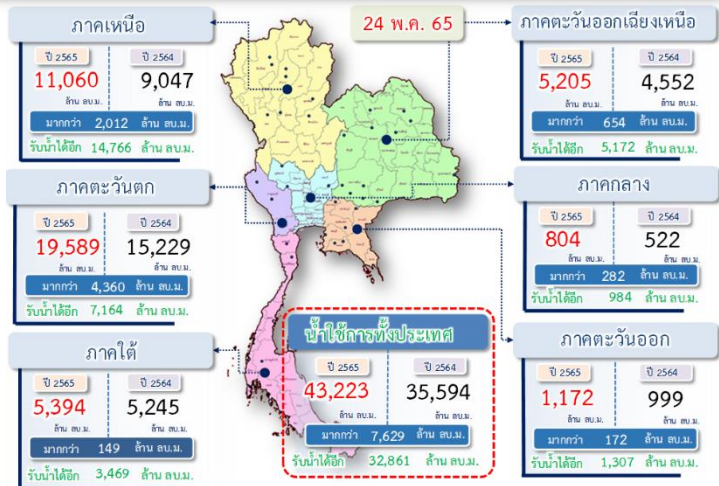 24 พ.ค. 65
ภาคเหนือ
ปี 2565 ปี 2564
11,060 9,047
ล้าน ลบ.ม. ล้าน ลบ.ม.
มากกว่า 2,012 ล้าน ลบ.ม.
รับน้ำได้อีก 14,766 ล้าน ลบ.ม.
ภาคตะวันออกเฉียงเหนือ
ปี 2565 ปี 2564
5,205 4,552
ล้าน ลบ.ม. ล้าน ลบ.ม.
มากกว่า 654 ล้าน ลบ.ม.
รับน้ำได้อีก 5,172 ล้าน ลบ.ม.
ภาคตะวันตก
ปี 2565 ปี 2564
19,589 15,229
ล้าน ลบ.ม. ล้าน ลบ.ม.
มากกว่า 4,360 ล้าน ลบ.ม.
รับน้ำได้อีก 7,164 ล้าน ลบ.ม.
ภาคกลาง
ปี 2565 ปี 2564
804 522
ล้าน ลบ.ม. ล้าน ลบ.ม.
มากกว่า 282 ล้าน ลบ.ม.
รับน้ำได้อีก 984 ล้าน ลบ.ม.
ภาคใต้
ปี 2565 ปี 2564
5,394 5,245
ล้าน ลบ.ม. ล้าน ลบ.ม.
มากกว่า 149 ล้าน ลบ.ม.
รับน้ำได้อีก 3,469 ล้าน ลบ.ม.
น้ำใช้การทั้งประเทศ
ปี 2565 ปี 2564
43,223 35,594
ล้าน ลบ.ม. ล้าน ลบ.ม.
มากกว่า 7,629 ล้าน ลบ.ม.
รับน้ำได้อีก 32,861 ล้าน ลบ.ม.
ภาคตะวันออก
ปี 2565 ปี 2564
1,172 999
ล้าน ลบ.ม. ล้าน ลบ.ม.
มากกว่า 172 ล้าน ลบ.ม.
รับน้ำได้อีก 1,307 ล้าน ลบ.ม.